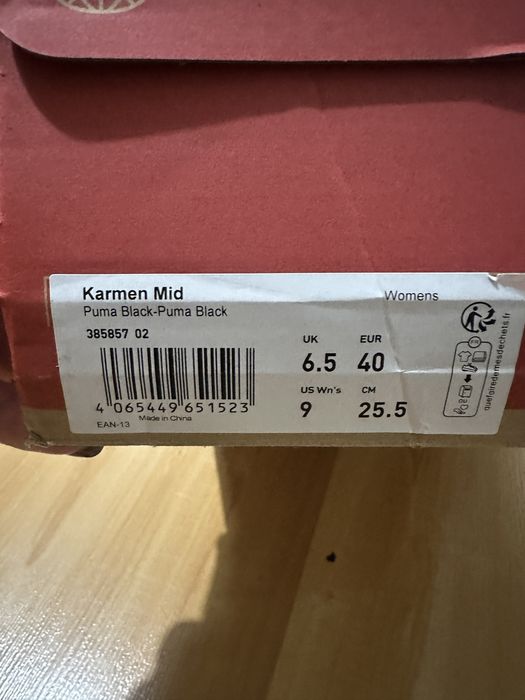 Karmen Mid
Womens
Puma Black-Puma Black
385857 02
UK EUR
6.5 40
US Wn's CM
9 25.5
4 065449 651523
Made in China
EAN-13
FR
quefairedemesdechets.fr